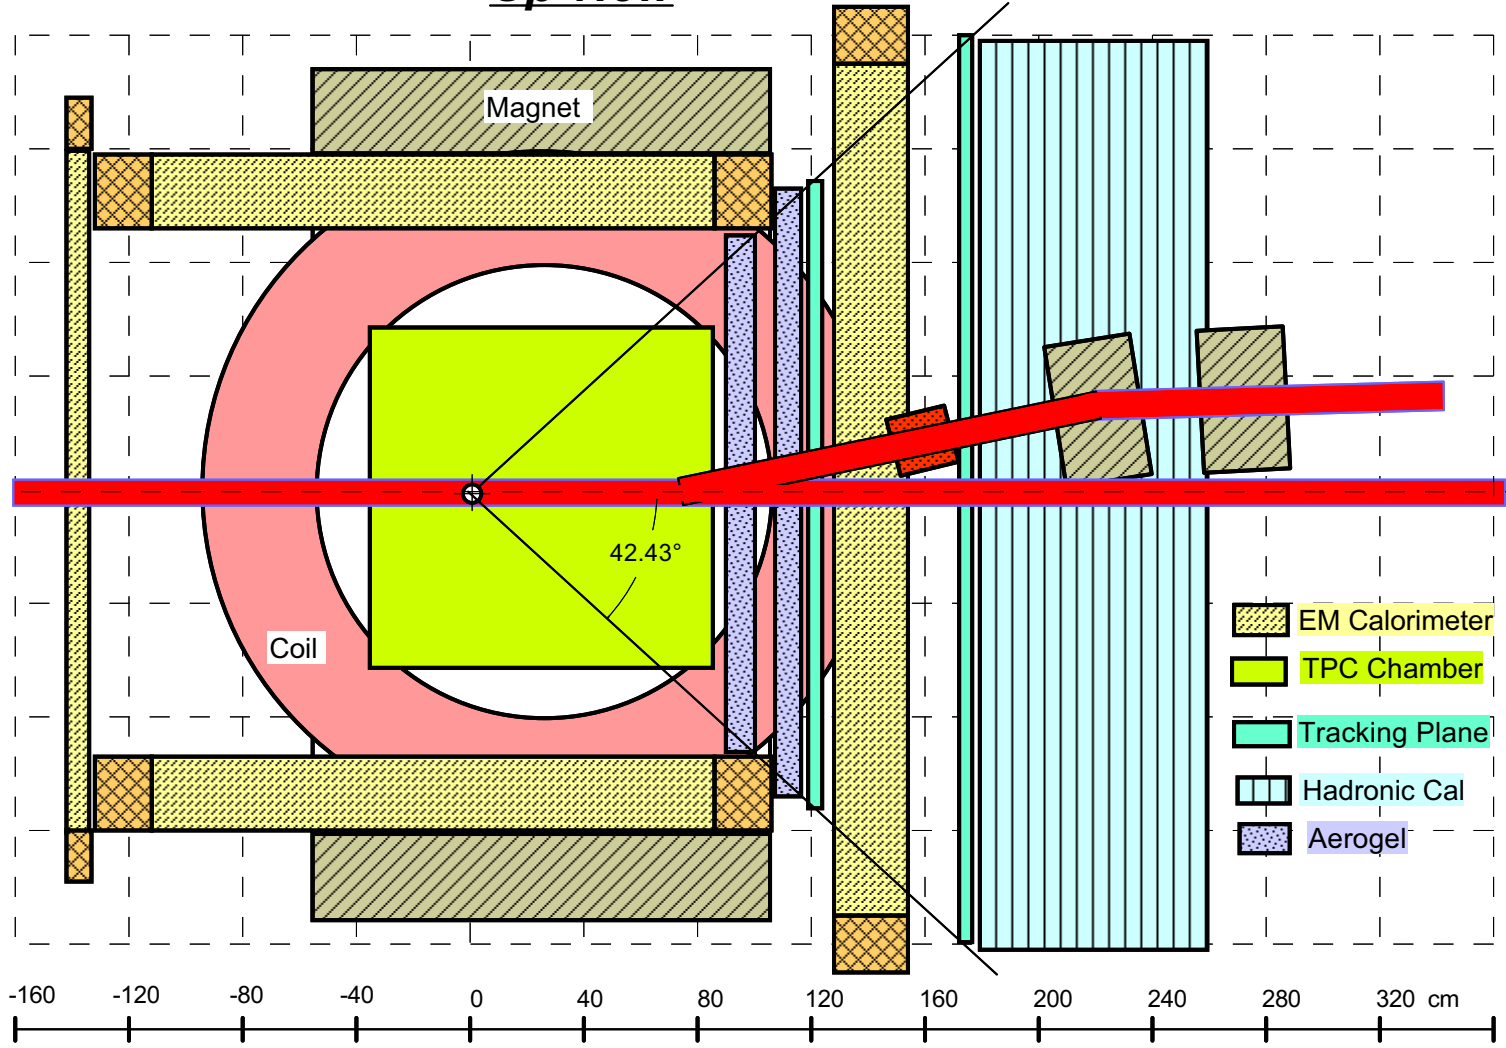 Magnet
42.43°
Coil
EM Calorimeter
TPC Chamber
Tracking Plane
Hadronic Cal
Aerogel
-160 -120 -80 -40 0 40 80 120 160 200 240 280 320 cm